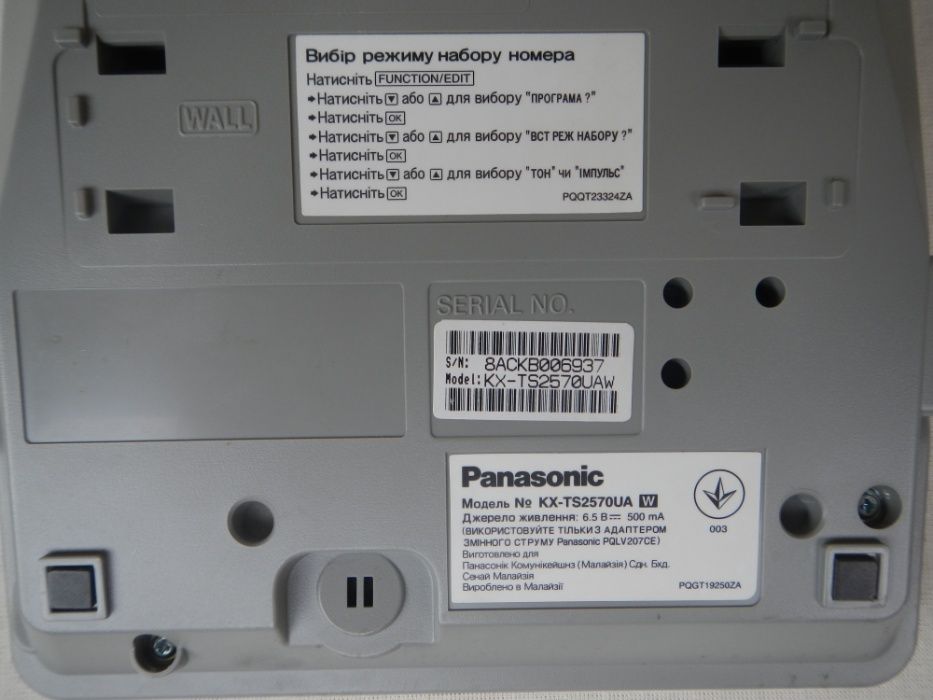 Вибір режиму набору номера
Натисніть FUNCTION/EDIT
➔Натисніть ▼ або ▲ для вибору "ПРОГРАМА ?"
➔Натисніть OK
➔Натисніть ▼ або ▲ для вибору "ВСТ РЕЖ НАБОРУ ?"
➔Натисніть OK
➔Натисніть ▼ або ▲ для вибору "ТОН" чи "ІМПУЛЬС"
➔Натисніть OK
PQQT23324ZA
WALL
SERIAL NO.
S/N: 8ACKB006937
Model: KX-TS2570UAW
Panasonic
Модель № KX-TS2570UA W
Джерело живлення: 6.5 В⎓ 500 mA
(ВИКОРИСТОВУЙТЕ ТІЛЬКИ З АДАПТЕРОМ
ЗМІННОГО СТРУМУ Panasonic PQLV207CE)
Виготовлено для
Панасонік Комунікейшнз (Малайзія) Сдн. Бхд.
Сенай Малайзія
Вироблено в Малайзії
003
PQGT19250ZA